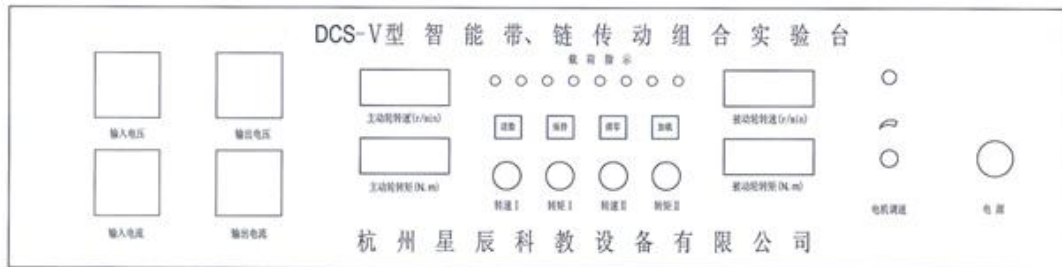 DCS-V型 智能带、链传动组合实验台
载荷指示
输入电压
输出电压
主动轮转速(r/min)
送数
保持
清零
加载
被动轮转速(r/min)
主动轮转矩(N.m)
被动轮转矩(N.m)
转速Ⅰ
转矩Ⅰ
转速Ⅱ
转矩Ⅱ
电机调速
电源
输入电流
输出电流
杭州星辰科教设备有限公司